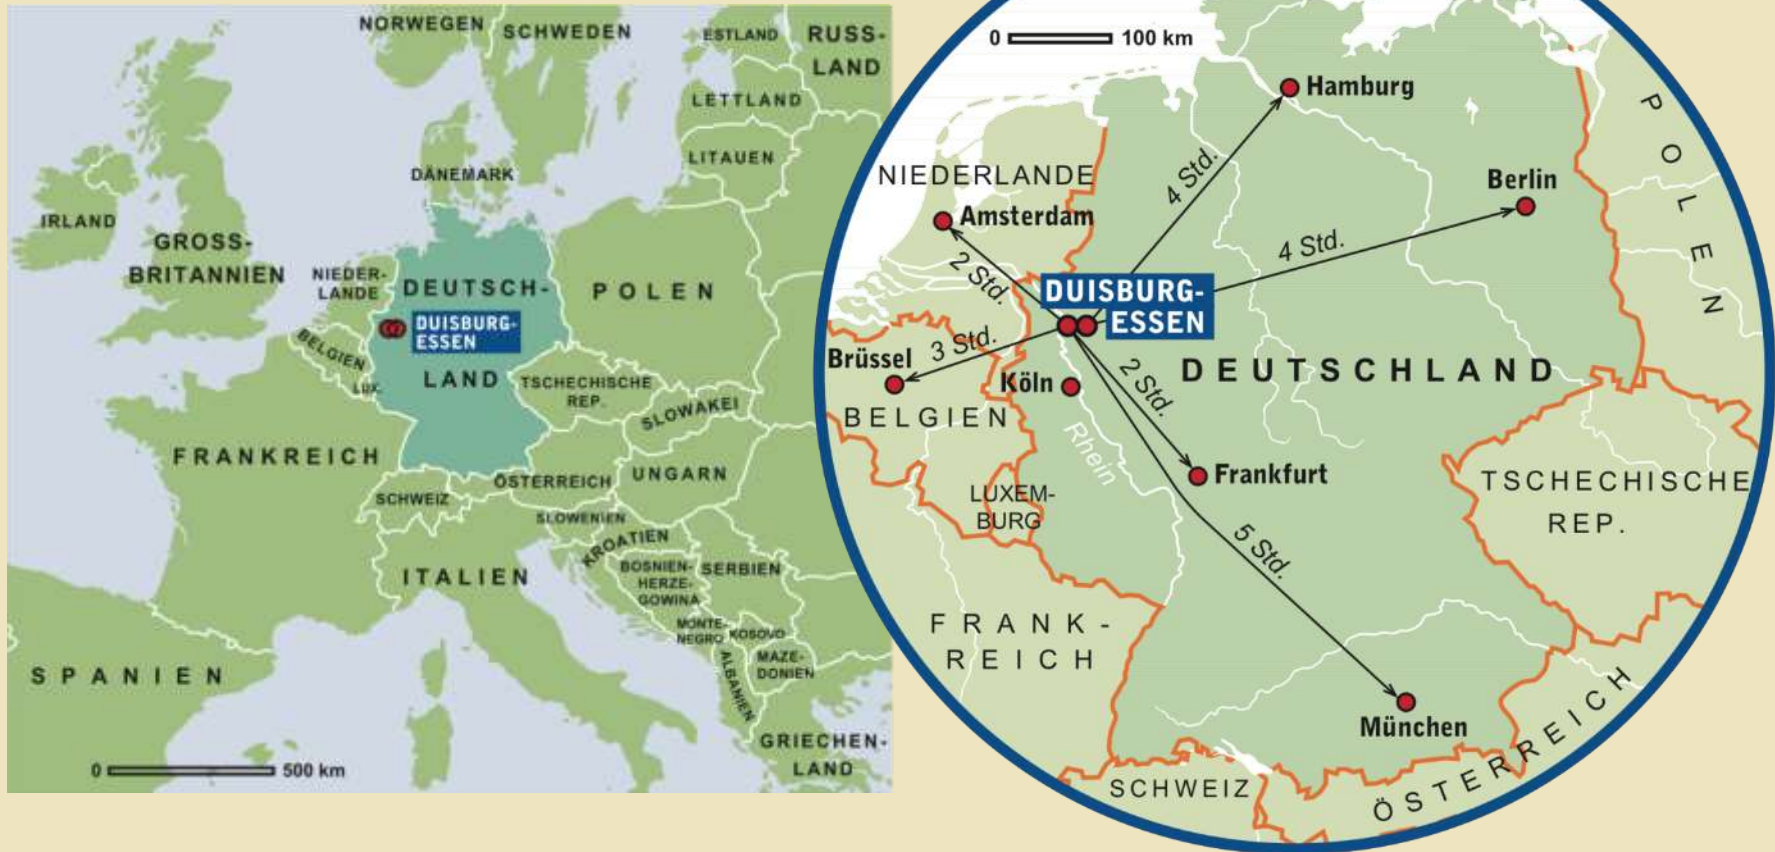 NORWEGEN
SCHWEDEN
ESTLAND
RUSS-
LAND
LETTLAND
LITAUEN
DÄNEMARK
IRLAND
GROSS-
BRITANNIEN
NIEDER-
LANDE
DEUTSCH-
LAND
POLEN
DUISBURG-
ESSEN
BELGIEN
LUX.
TSCHECHISCHE
REP.
SLOWAKEI
FRANKREICH
ÖSTERREICH
UNGARN
SCHWEIZ
SLOWENIEN
KROATIEN
ITALIEN
BOSNIEN-
HERZE-
GOWINA
SERBIEN
MONTE-
NEGRO
KOSOVO
MAZE-
DONIEN
ALBANIEN
SPANIEN
GRIECHEN-
LAND
0 500 km
0 100 km
Hamburg
POLEN
NIEDERLANDE
4 Std.
Berlin
Amsterdam
4 Std.
2 Std.
DUISBURG-
ESSEN
Brüssel
3 Std.
Köln
2 Std.
DEUTSCHLAND
BELGIEN
Rhein
Frankfurt
LUXEM-
BURG
TSCHECHISCHE
REP.
5 Std.
FRANK-
REICH
München
SCHWEIZ
ÖSTERREICH